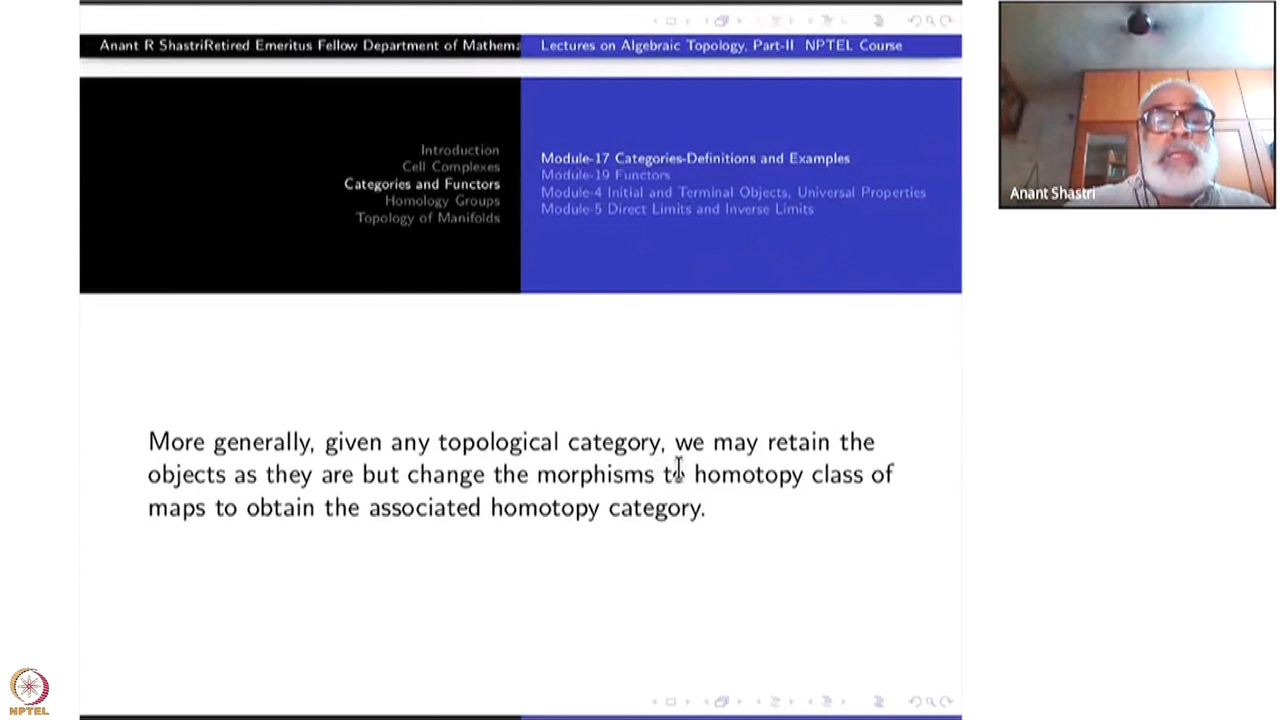 Anant R ShastriRetired Emeritus Fellow Department of Mathema
Lectures on Algebraic Topology, Part-II NPTEL Course
Introduction
Cell Complexes
Categories and Functors
Homology Groups
Topology of Manifolds
Module-17 Categories-Definitions and Examples
Module-19 Functors
Module-4 Initial and Terminal Objects, Universal Properties
Module-5 Direct Limits and Inverse Limits
Anant Shastri
More generally, given any topological category, we may retain the
objects as they are but change the morphisms to homotopy class of
maps to obtain the associated homotopy category.
NPTEL